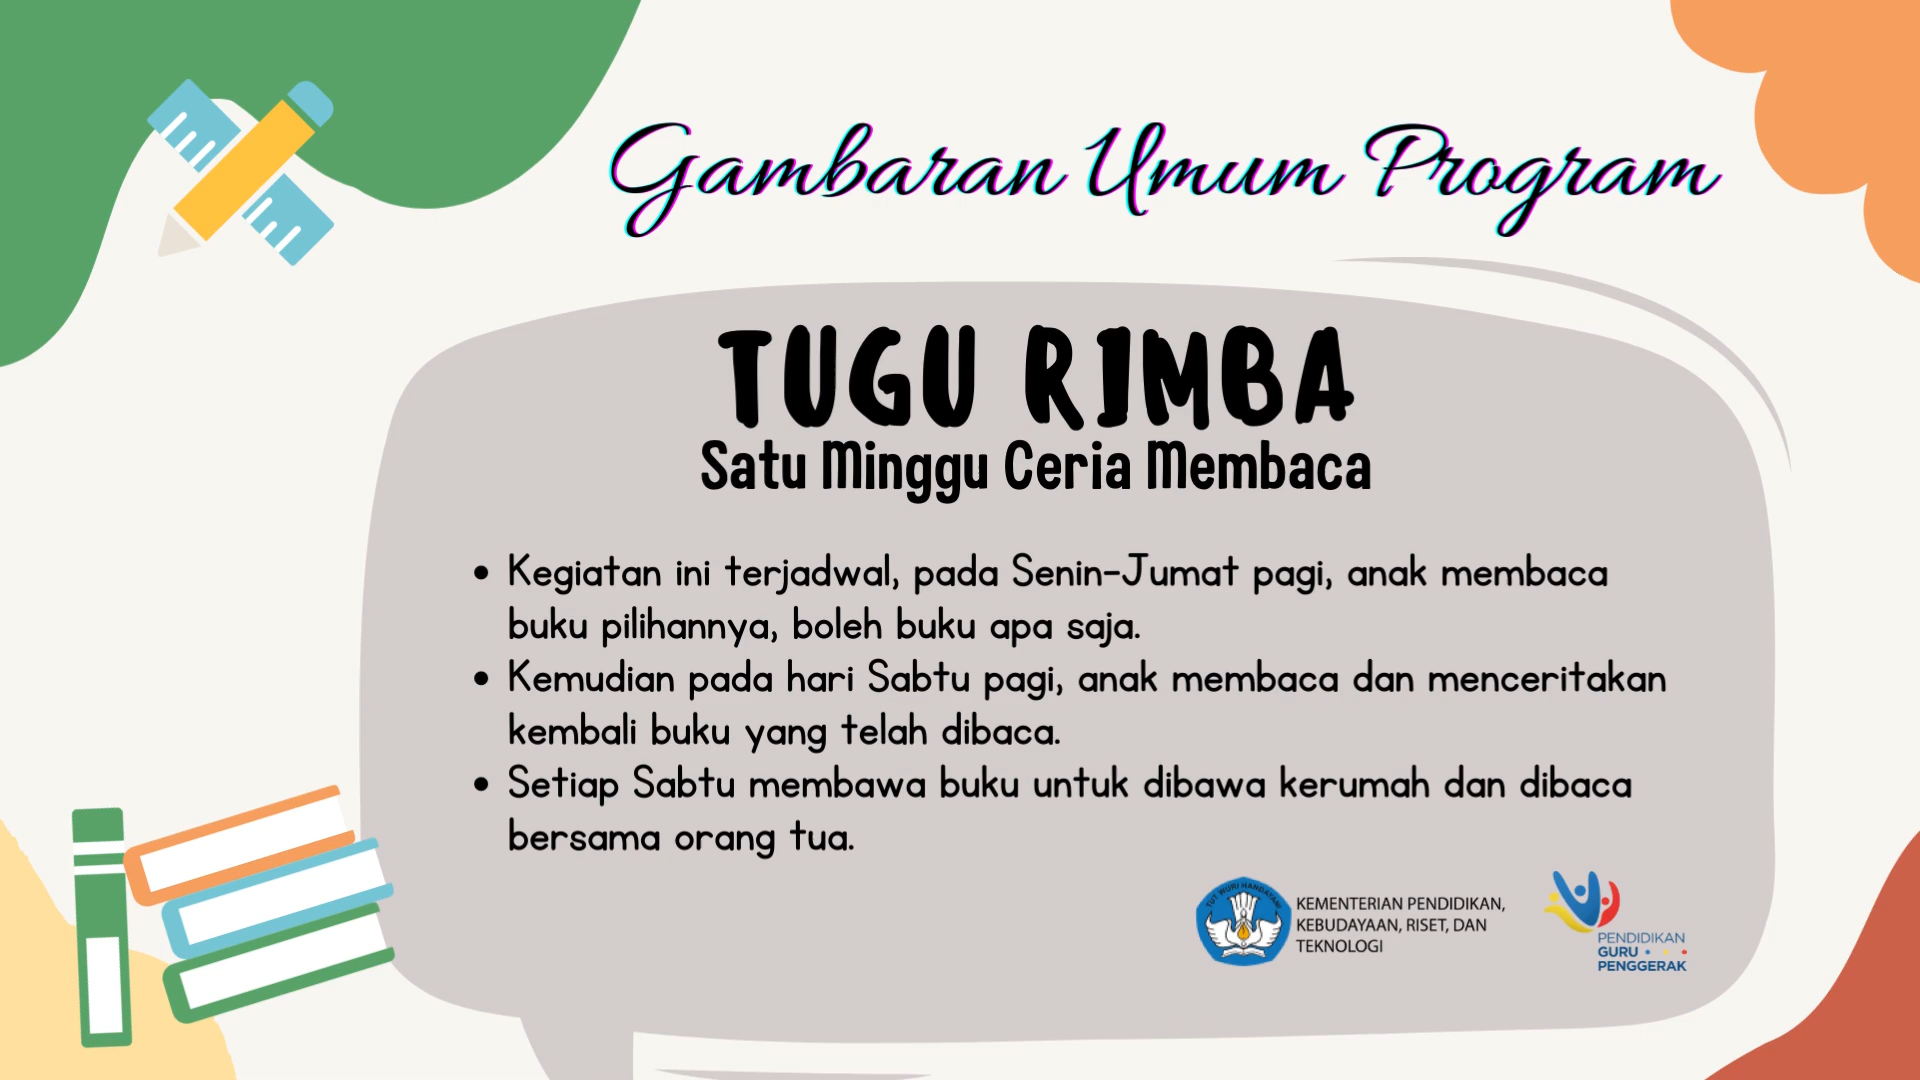 Gambaran Umum Program
TUGU RIMBA
Satu Minggu Ceria Membaca
• Kegiatan ini terjadwal, pada Senin-Jumat pagi, anak membaca
buku pilihannya, boleh buku apa saja.
• Kemudian pada hari Sabtu pagi, anak membaca dan menceritakan
kembali buku yang telah dibaca.
• Setiap Sabtu membawa buku untuk dibawa kerumah dan dibaca
bersama orang tua.
TUT WURI HANDAYANI
KEMENTERIAN PENDIDIKAN,
KEBUDAYAAN, RISET, DAN
TEKNOLOGI
PENDIDIKAN
GURU
PENGGERAK